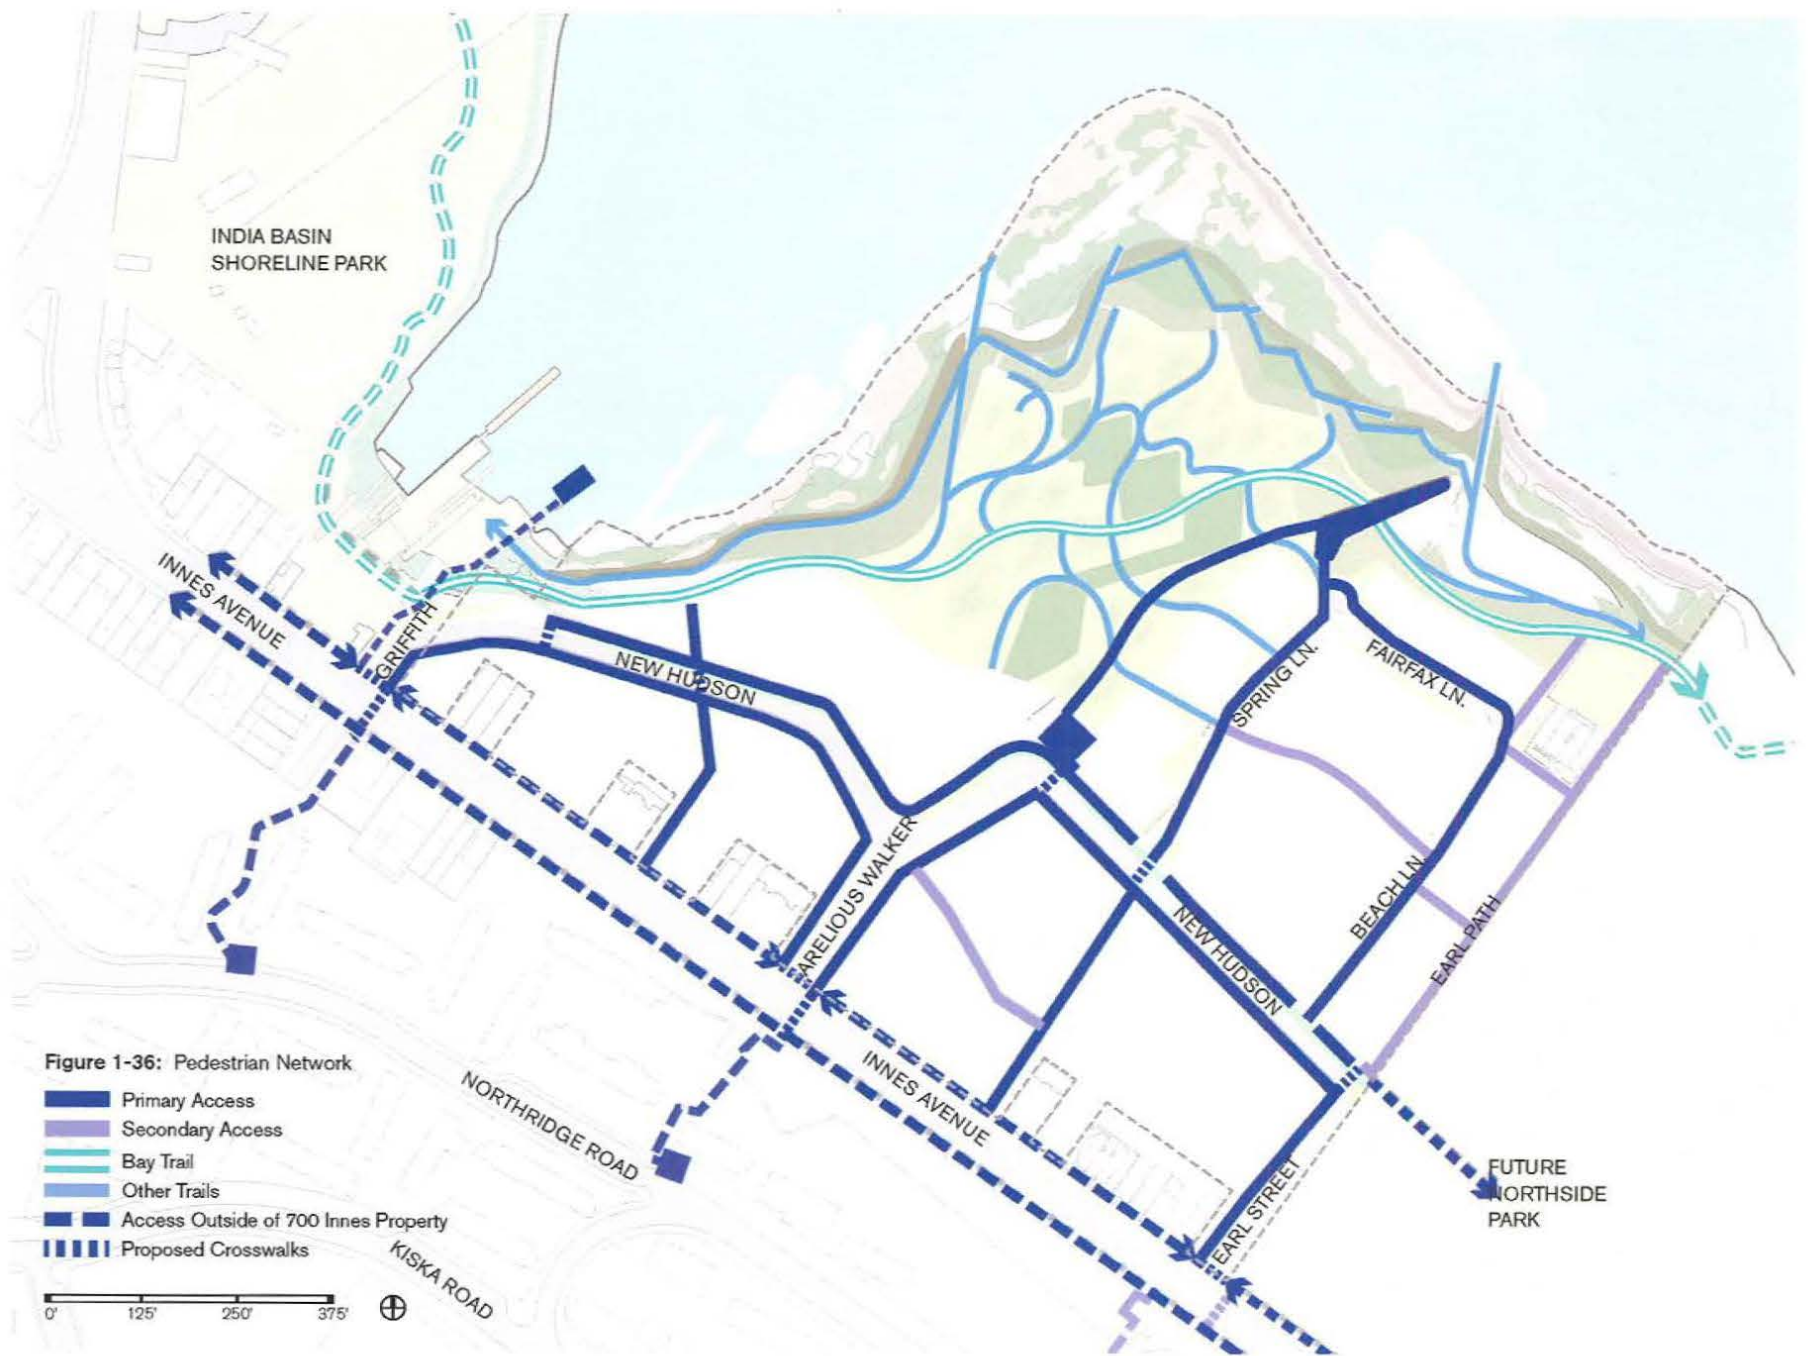 INDIA BASIN
SHORELINE PARK
INNES AVENUE
GRIFFITH
NEW HUDSON
SPRING LN.
FAIRFAX LN.
ARELIOUS WALKER
NEW HUDSON
BEACH LN.
EARL PATH
INNES AVENUE
NORTHRIDGE ROAD
KISKA ROAD
EARL STREET
FUTURE
NORTHSIDE
PARK
Figure 1-36: Pedestrian Network
Primary Access
Secondary Access
Bay Trail
Other Trails
Access Outside of 700 Innes Property
Proposed Crosswalks
0' 125' 250' 375'